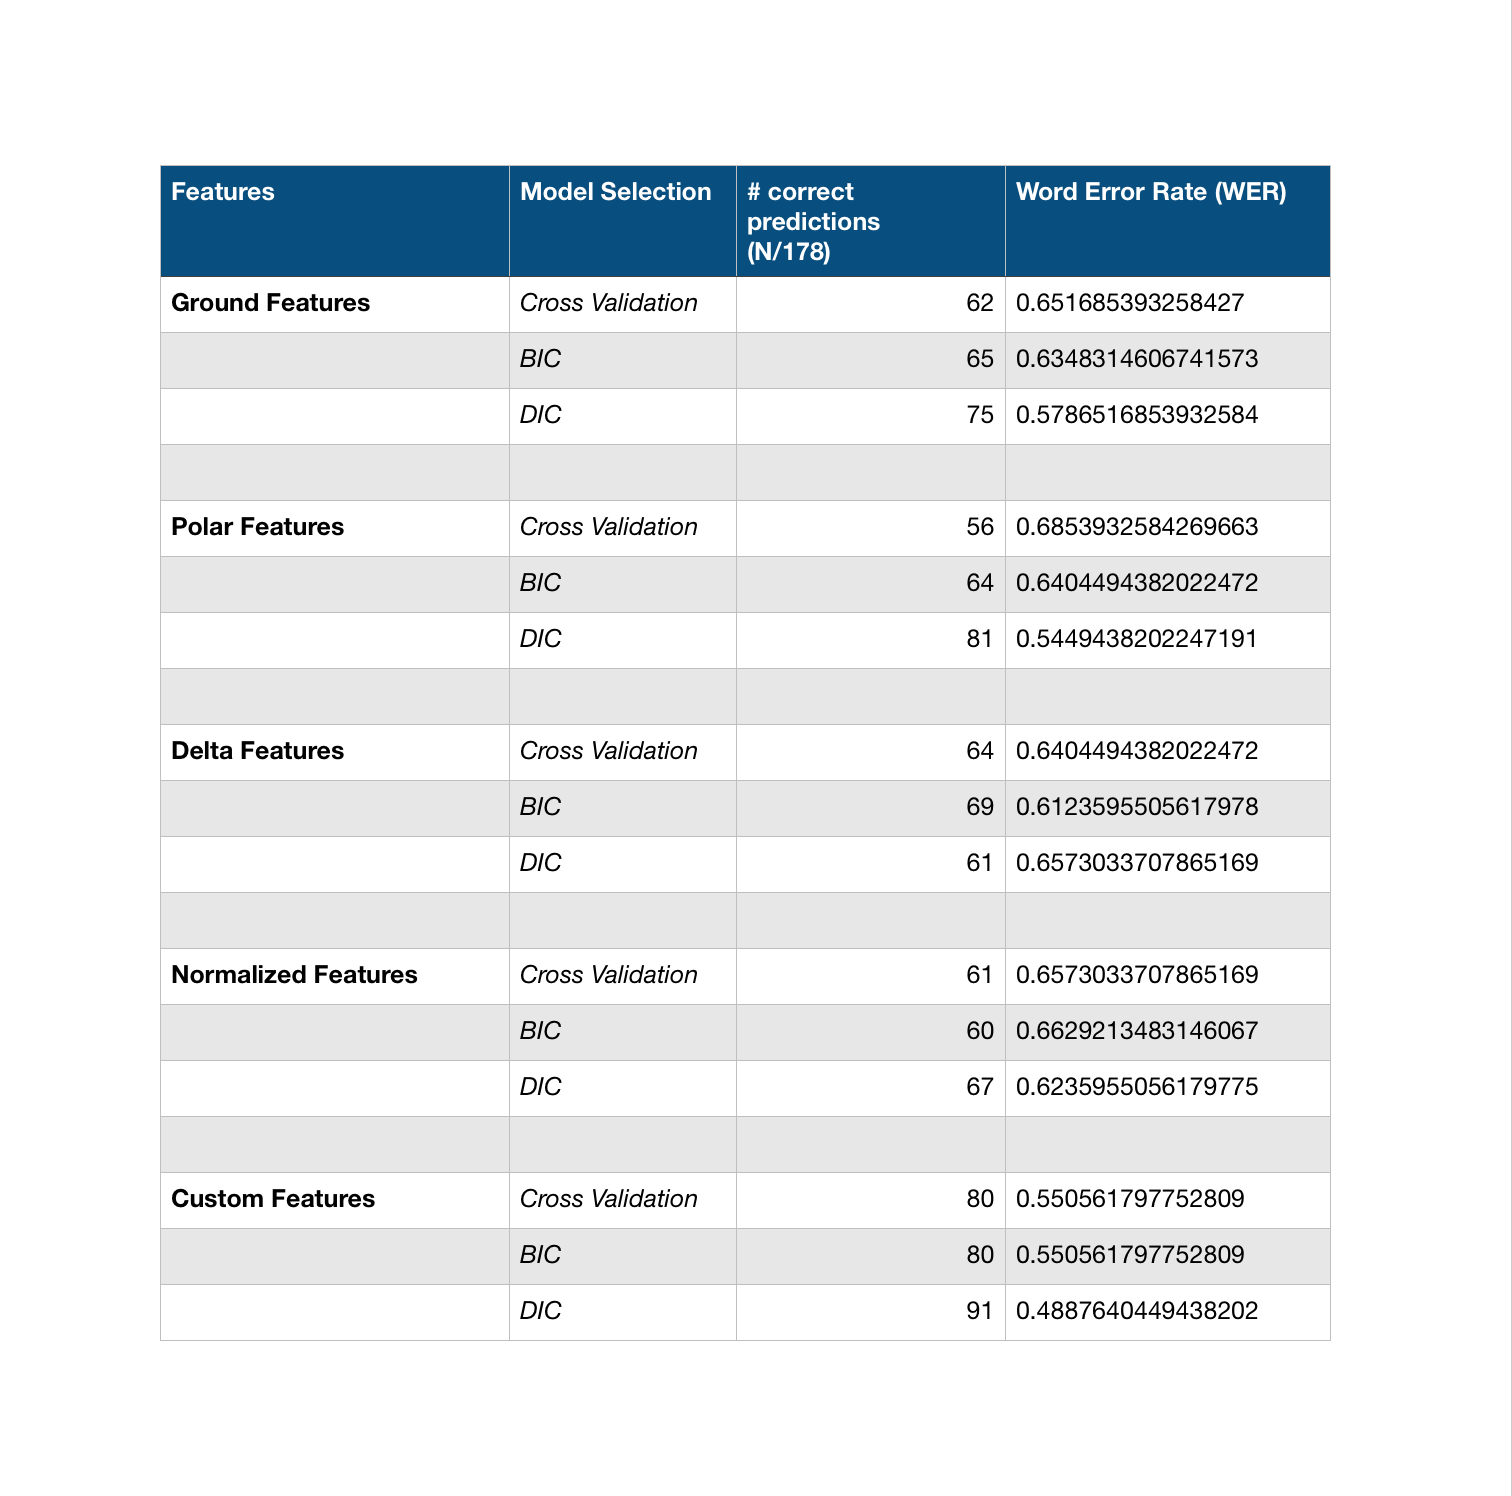 Features Model Selection # correct predictions (N/178) Word Error Rate (WER)
Ground Features Cross Validation 62 0.651685393258427
BIC 65 0.6348314606741573
DIC 75 0.5786516853932584
Polar Features Cross Validation 56 0.6853932584269663
BIC 64 0.6404494382022472
DIC 81 0.5449438202247191
Delta Features Cross Validation 64 0.6404494382022472
BIC 69 0.6123595505617978
DIC 61 0.6573033707865169
Normalized Features Cross Validation 61 0.6573033707865169
BIC 60 0.6629213483146067
DIC 67 0.6235955056179775
Custom Features Cross Validation 80 0.550561797752809
BIC 80 0.550561797752809
DIC 91 0.4887640449438202